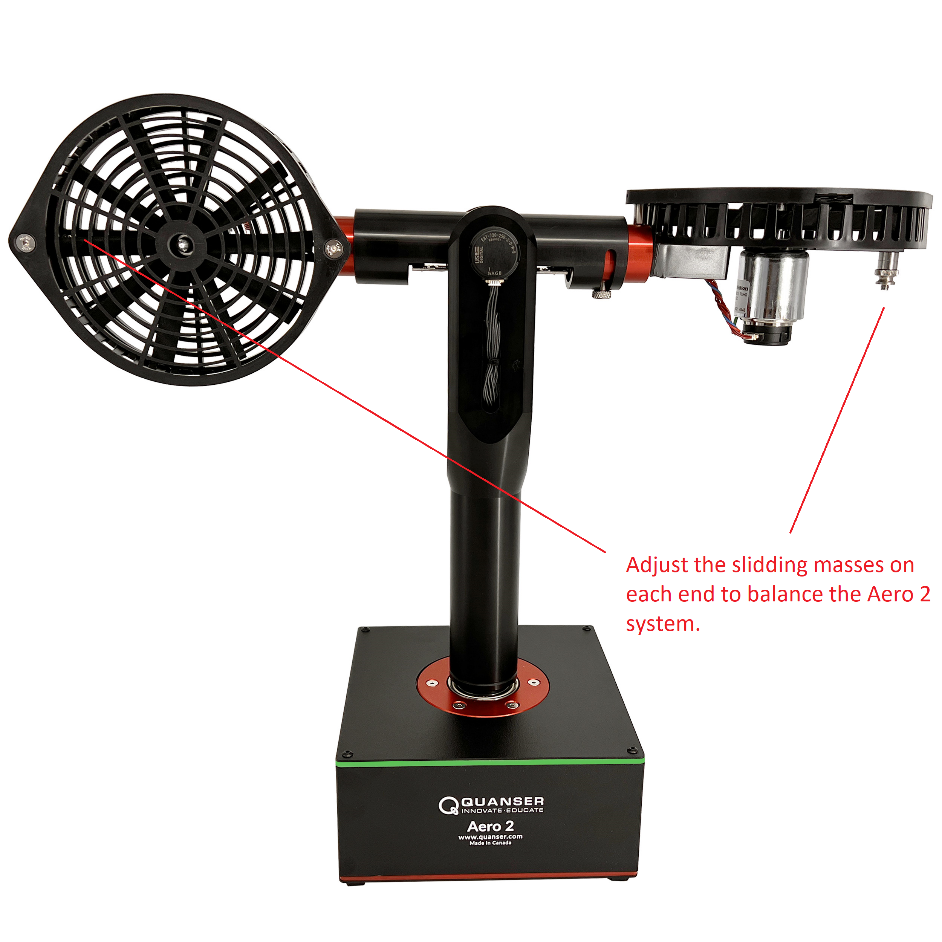 Adjust the slidding masses on
each end to balance the Aero 2
system.
QUANSER
INNOVATE·EDUCATE
Aero 2
www.quanser.com
Made in Canada